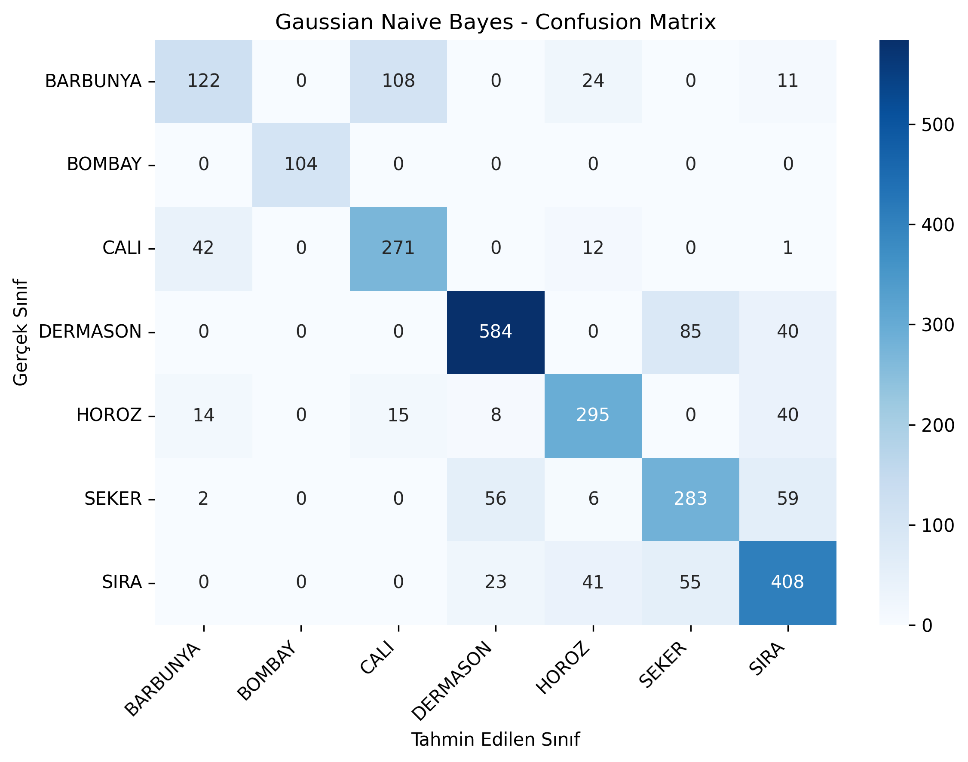 Gaussian Naive Bayes - Confusion Matrix
BARBUNYA 122 0 108 0 24 0 11
BOMBAY 0 104 0 0 0 0 0
CALI 42 0 271 0 12 0 1
DERMASON 0 0 0 584 0 85 40
HOROZ 14 0 15 8 295 0 40
SEKER 2 0 0 56 6 283 59
SIRA 0 0 0 23 41 55 408
BARBUNYA BOMBAY CALI DERMASON HOROZ SEKER SIRA
Tahmin Edilen Sınıf
Gerçek Sınıf
500
400
300
200
100
0